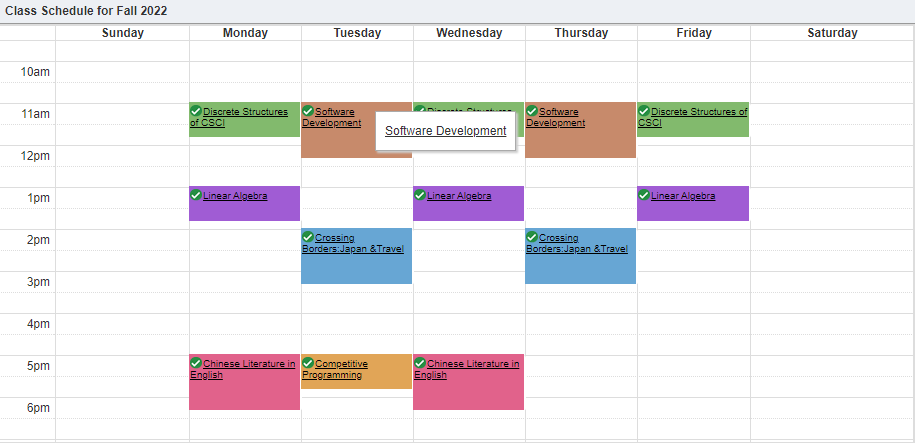 Class Schedule for Fall 2022
Sunday Monday Tuesday Wednesday Thursday Friday Saturday
10am
11am
Discrete Structures
of CSCI
Software
Development
Discrete Structures
Software
Development
Discrete Structures of
CSCI
Software Development
12pm
1pm
Linear Algebra
Linear Algebra
Linear Algebra
2pm
Crossing
Borders:Japan &Travel
Crossing
Borders:Japan &Travel
3pm
4pm
5pm
Chinese Literature in
English
Competitive
Programming
Chinese Literature in
English
6pm